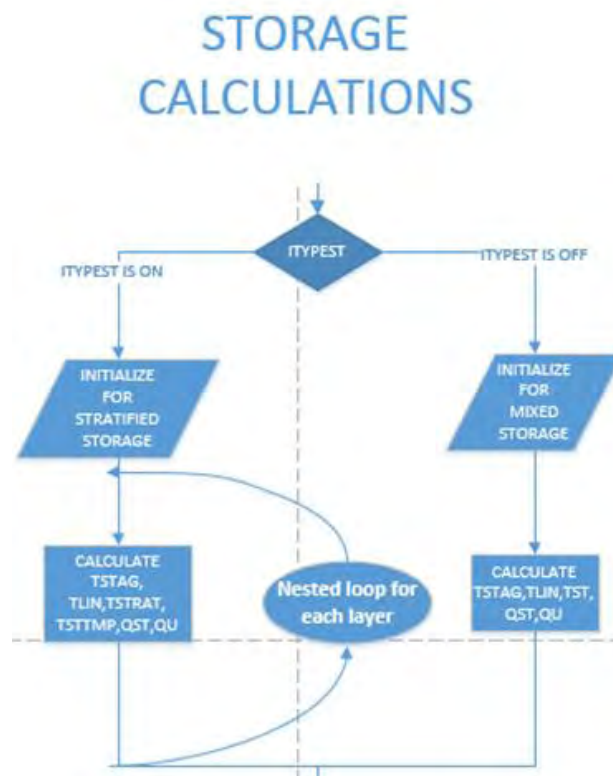 STORAGE
CALCULATIONS
ITYPEST
ITYPEST IS ON
ITYPEST IS OFF
INITIALIZE
FOR
STRATIFIED
STORAGE
INITIALIZE
FOR
MIXED
STORAGE
CALCULATE
TSTAG,
TLIN,TSTRAT,
TSTTMP,QST,QU
Nested loop for
each layer
CALCULATE
TSTAG,TLIN,TST,
QST,QU